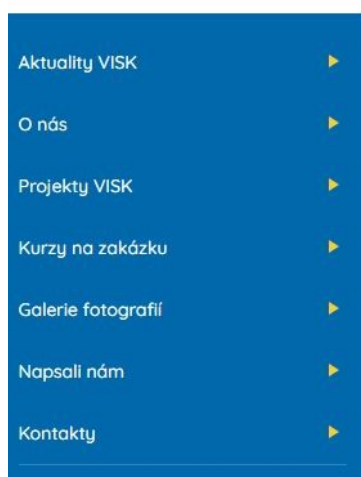 Aktuality VISK
O nás
Projekty VISK
Kurzy na zakázku
Galerie fotografií
Napsali nám
Kontakty